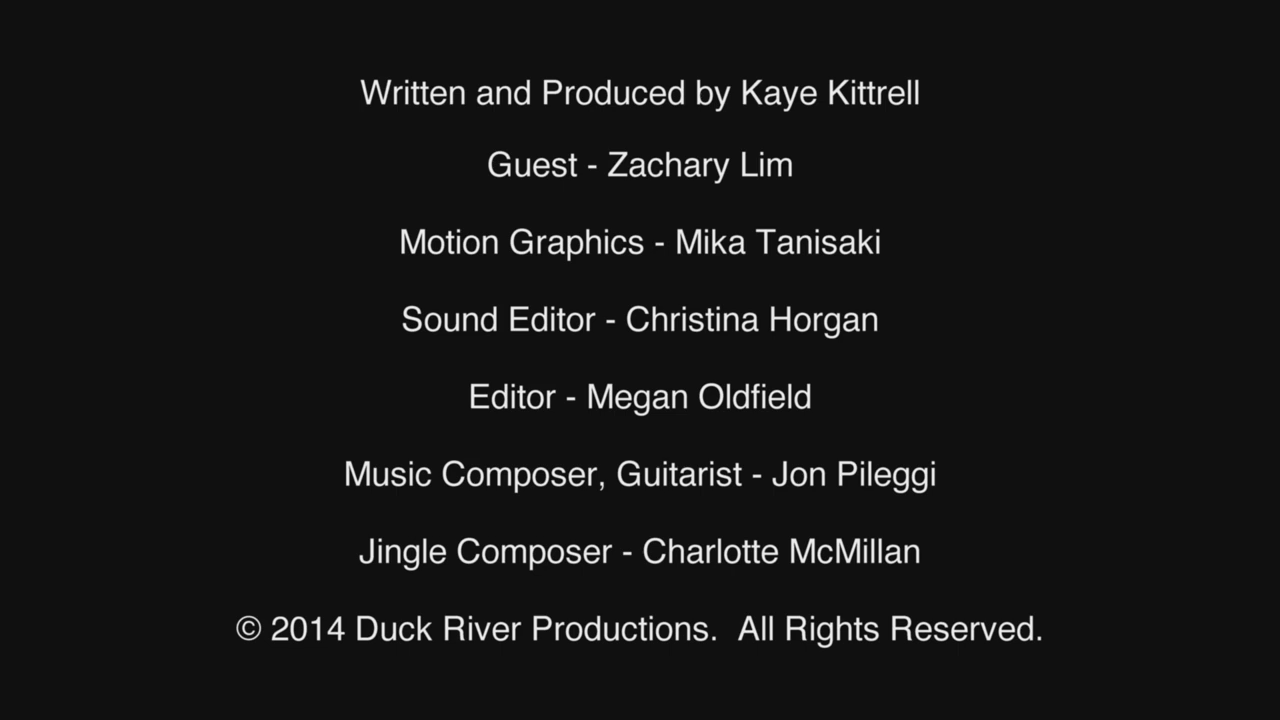 Written and Produced by Kaye Kittrell
Guest - Zachary Lim
Motion Graphics - Mika Tanisaki
Sound Editor - Christina Horgan
Editor - Megan Oldfield
Music Composer, Guitarist - Jon Pileggi
Jingle Composer - Charlotte McMillan
© 2014 Duck River Productions.  All Rights Reserved.